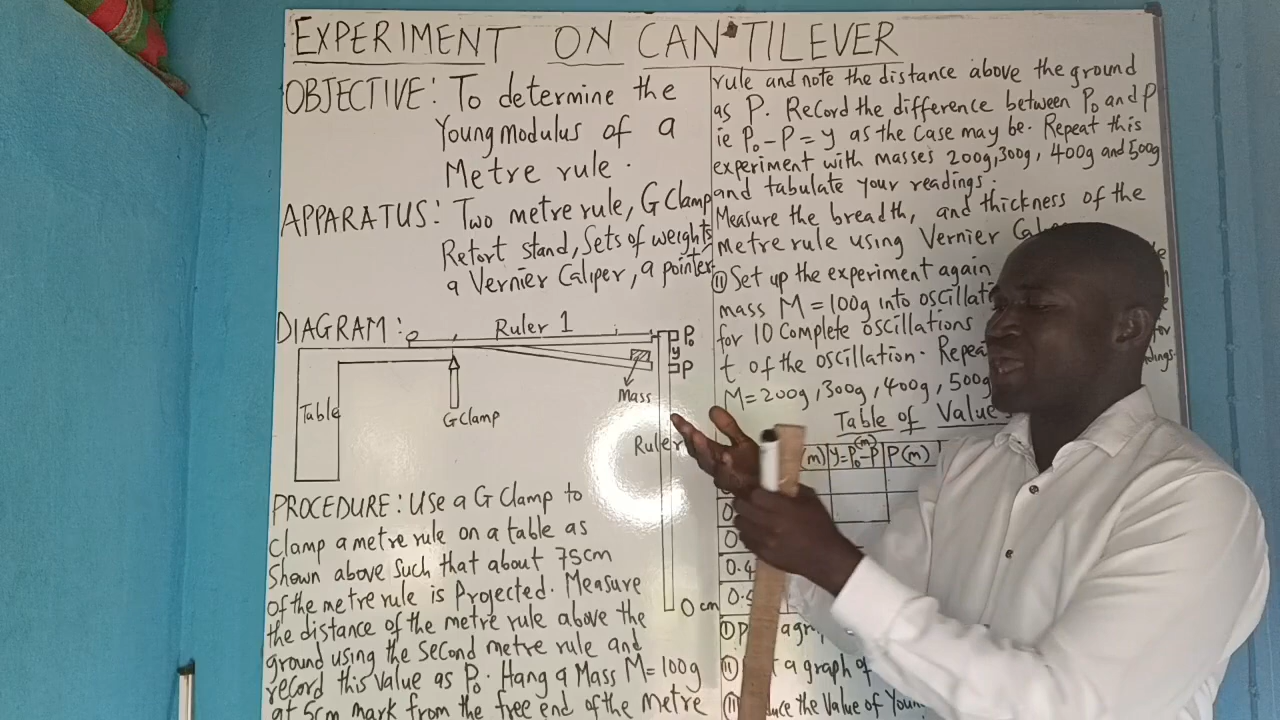 EXPERIMENT ON CANTILEVER
OBJECTIVE: To determine the
Young modulus of a
Metre rule.
APPARATUS: Two metre rule, G Clamp
Retort stand, Sets of weights
a Vernier Caliper, a pointer
DIAGRAM:
Ruler 1
P₀
y
P
Mass
Table
G Clamp
Ruler
0 cm
PROCEDURE: Use a G Clamp to
Clamp a metre rule on a table as
Shown above Such that about 75cm
of the metre rule is Projected. Measure
the distance of the metre rule above the
ground using the Second metre rule and
record this value as P₀. Hang a Mass M=100g
at 5cm mark from the free end of the metre
rule and note the distance above the ground
as P. Record the difference between P₀ and P
ie P₀-P=y as the Case may be. Repeat this
experiment with masses 200g, 300g, 400g and 500g
and tabulate your readings.
Measure the breadth, and thickness of the
metre rule using Vernier
(II) Set up the experiment again
mass M=100g into
for 10 Complete oscillations
t of the oscillation.
M=200g, 300g, 400g, 500g
Table of
(m) y=P₀-P (m) P(m)
0.4
(I)
(II) a graph of
(III) the Value of